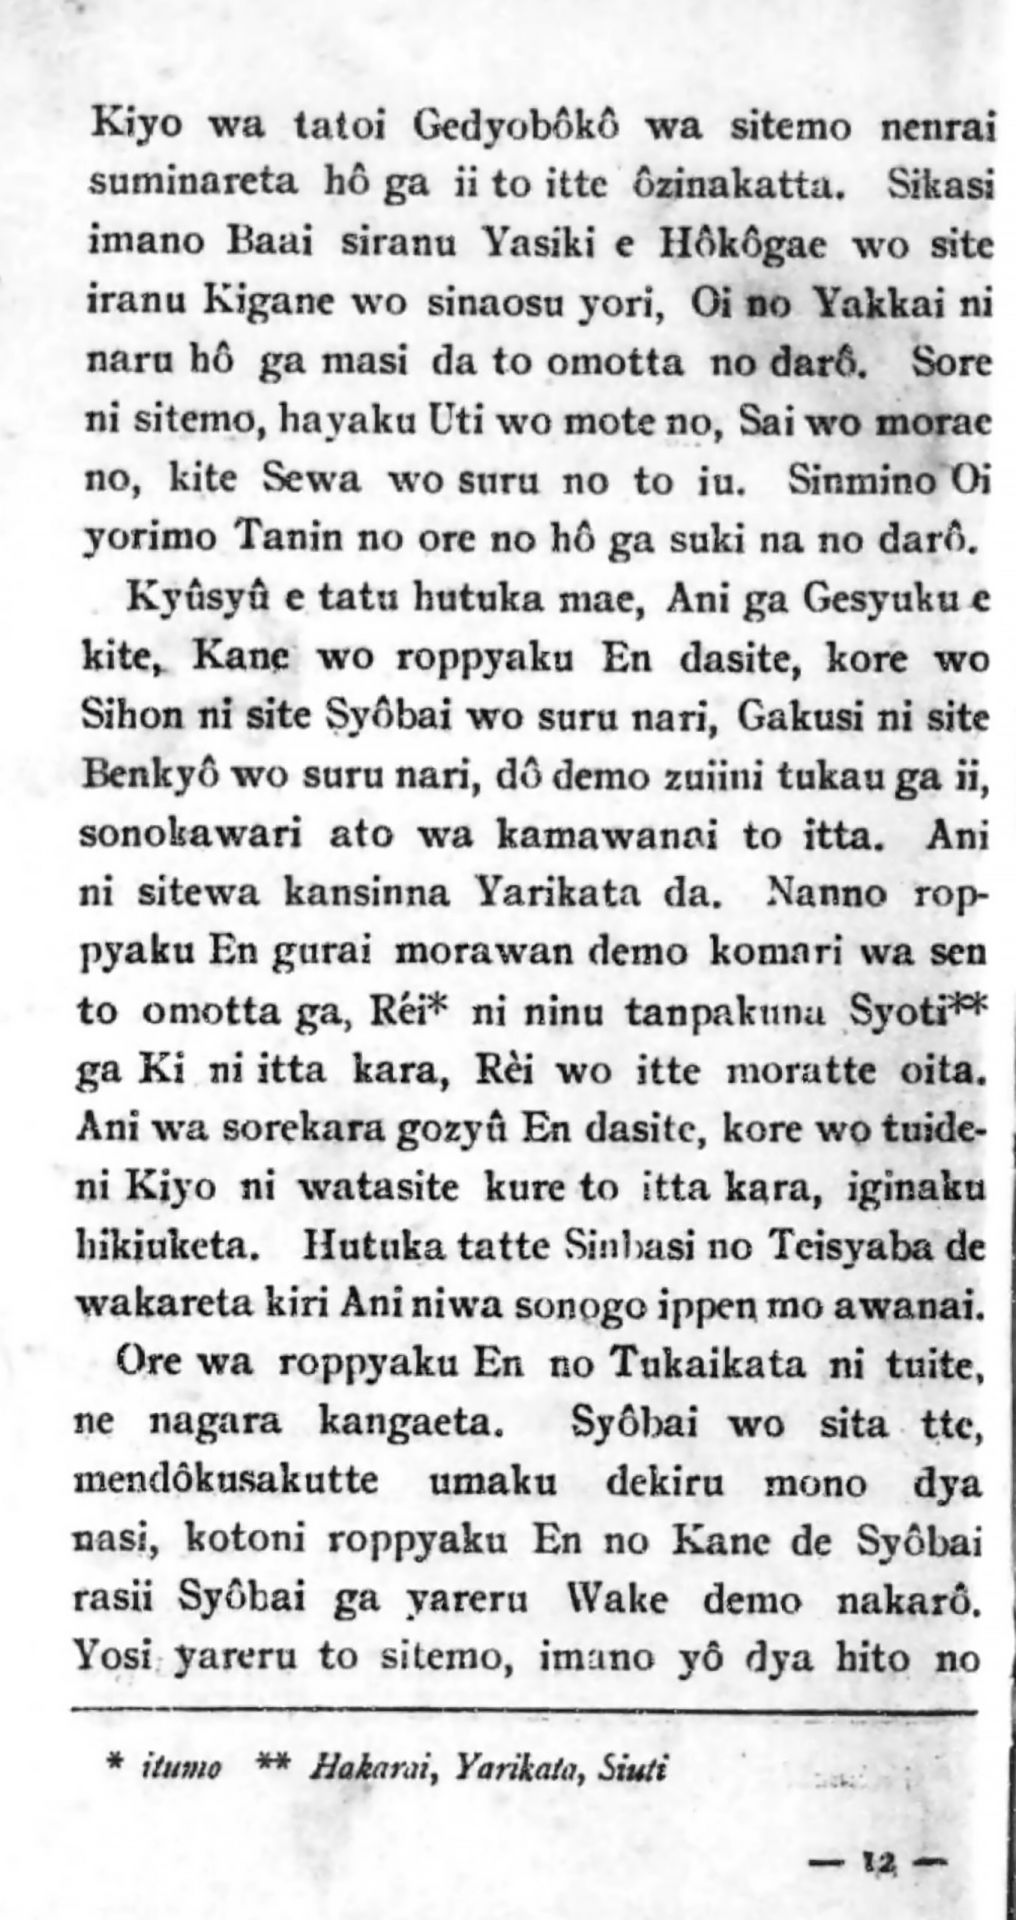 Kiyo wa tatoi Gedyobôkô wa sitemo nenrai
suminareta hô ga ii to itte ôzinakatta. Sikasi
imano Baai siranu Yasiki e Hôkôgae wo site
iranu Kigane wo sinaosu yori, Oi no Yakkai ni
naru hô ga masi da to omotta no darô. Sore
ni sitemo, hayaku Uti wo mote no, Sai wo morae
no, kite Sewa wo suru no to iu. Sinmino Oi
yorimo Tanin no ore no hô ga suki na no darô.
Kyûsyû e tatu hutuka mae, Ani ga Gesyuku e
kite, Kane wo roppyaku En dasite, kore wo
Sihon ni site Syôbai wo suru nari, Gakusi ni site
Benkyô wo suru nari, dô demo zuiini tukau ga ii,
sonokawari ato wa kamawanai to itta. Ani
ni sitewa kansinna Yarikata da. Nanno rop-
pyaku En gurai morawan demo komari wa sen
to omotta ga, Réi* ni ninu tanpakuna Syoti**
ga Ki ni itta kara, Rèi wo itte moratte oita.
Ani wa sorekara gozyû En dasite, kore wo tuide-
ni Kiyo ni watasite kure to itta kara, iginaku
hikiuketa. Hutuka tatte Sinbasi no Teisyaba de
wakareta kiri Ani niwa sonogo ippen mo awanai.
Ore wa roppyaku En no Tukaikata ni tuite,
ne nagara kangaeta. Syôbai wo sita tte,
mendôkusakutte umaku dekiru mono dya
nasi, kotoni roppyaku En no Kane de Syôbai
rasii Syôbai ga yareru Wake demo nakarô.
Yosi yareru to sitemo, imano yô dya hito no
* itumo ** Hakarai, Yarikata, Siuti
— 12 —